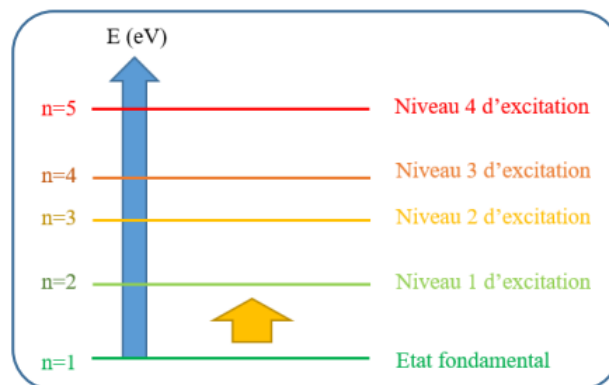 E (eV)
n=5 Niveau 4 d’excitation
n=4 Niveau 3 d’excitation
n=3 Niveau 2 d’excitation
n=2 Niveau 1 d’excitation
n=1 Etat fondamental